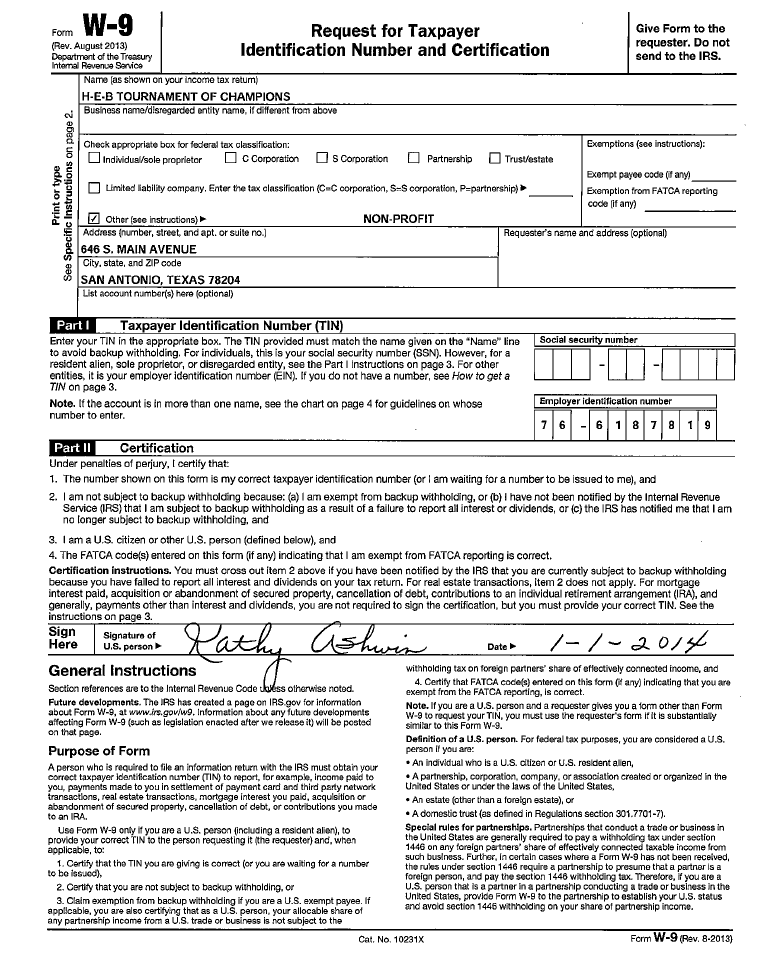 Form W-9
(Rev. August 2013)
Department of the Treasury
Internal Revenue Service
Request for Taxpayer
Identification Number and Certification
Give Form to the
requester. Do not
send to the IRS.
Print or type
See Specific Instructions on page 2.
Name (as shown on your income tax return)
H-E-B TOURNAMENT OF CHAMPIONS
Business name/disregarded entity name, if different from above
Check appropriate box for federal tax classification:
Individual/sole proprietor C Corporation S Corporation Partnership Trust/estate
Limited liability company. Enter the tax classification (C=C corporation, S=S corporation, P=partnership) ▶
✓ Other (see instructions) ▶ NON-PROFIT
Exemptions (see instructions):
Exempt payee code (if any)
Exemption from FATCA reporting
code (if any)
Address (number, street, and apt. or suite no.)
646 S. MAIN AVENUE
City, state, and ZIP code
SAN ANTONIO, TEXAS 78204
Requester's name and address (optional)
List account number(s) here (optional)
Part I Taxpayer Identification Number (TIN)
Enter your TIN in the appropriate box. The TIN provided must match the name given on the "Name" line
to avoid backup withholding. For individuals, this is your social security number (SSN). However, for a
resident alien, sole proprietor, or disregarded entity, see the Part I instructions on page 3. For other
entities, it is your employer identification number (EIN). If you do not have a number, see How to get a
TIN on page 3.
Note. If the account is in more than one name, see the chart on page 4 for guidelines on whose
number to enter.
Social security number
– –
Employer identification number
7 6 – 6 1 8 7 8 1 9
Part II Certification
Under penalties of perjury, I certify that:
1. The number shown on this form is my correct taxpayer identification number (or I am waiting for a number to be issued to me), and
2. I am not subject to backup withholding because: (a) I am exempt from backup withholding, or (b) I have not been notified by the Internal Revenue
Service (IRS) that I am subject to backup withholding as a result of a failure to report all interest or dividends, or (c) the IRS has notified me that I am
no longer subject to backup withholding, and
3. I am a U.S. citizen or other U.S. person (defined below), and
4. The FATCA code(s) entered on this form (if any) indicating that I am exempt from FATCA reporting is correct.
Certification instructions. You must cross out item 2 above if you have been notified by the IRS that you are currently subject to backup withholding
because you have failed to report all interest and dividends on your tax return. For real estate transactions, item 2 does not apply. For mortgage
interest paid, acquisition or abandonment of secured property, cancellation of debt, contributions to an individual retirement arrangement (IRA), and
generally, payments other than interest and dividends, you are not required to sign the certification, but you must provide your correct TIN. See the
instructions on page 3.
Sign
Here
Signature of
U.S. person ▶
Kathy Ashwin
Date ▶ 1-1-2014
General Instructions
Section references are to the Internal Revenue Code unless otherwise noted.
Future developments. The IRS has created a page on IRS.gov for information
about Form W-9, at www.irs.gov/w9. Information about any future developments
affecting Form W-9 (such as legislation enacted after we release it) will be posted
on that page.
Purpose of Form
A person who is required to file an information return with the IRS must obtain your
correct taxpayer identification number (TIN) to report, for example, income paid to
you, payments made to you in settlement of payment card and third party network
transactions, real estate transactions, mortgage interest you paid, acquisition or
abandonment of secured property, cancellation of debt, or contributions you made
to an IRA.
Use Form W-9 only if you are a U.S. person (including a resident alien), to
provide your correct TIN to the person requesting it (the requester) and, when
applicable, to:
1. Certify that the TIN you are giving is correct (or you are waiting for a number
to be issued),
2. Certify that you are not subject to backup withholding, or
3. Claim exemption from backup withholding if you are a U.S. exempt payee. If
applicable, you are also certifying that as a U.S. person, your allocable share of
any partnership income from a U.S. trade or business is not subject to the
withholding tax on foreign partners' share of effectively connected income, and
4. Certify that FATCA code(s) entered on this form (if any) indicating that you are
exempt from the FATCA reporting, is correct.
Note. If you are a U.S. person and a requester gives you a form other than Form
W-9 to request your TIN, you must use the requester's form if it is substantially
similar to this Form W-9.
Definition of a U.S. person. For federal tax purposes, you are considered a U.S.
person if you are:
• An individual who is a U.S. citizen or U.S. resident alien,
• A partnership, corporation, company, or association created or organized in the
United States or under the laws of the United States,
• An estate (other than a foreign estate), or
• A domestic trust (as defined in Regulations section 301.7701-7).
Special rules for partnerships. Partnerships that conduct a trade or business in
the United States are generally required to pay a withholding tax under section
1446 on any foreign partners' share of effectively connected taxable income from
such business. Further, in certain cases where a Form W-9 has not been received,
the rules under section 1446 require a partnership to presume that a partner is a
foreign person, and pay the section 1446 withholding tax. Therefore, if you are a
U.S. person that is a partner in a partnership conducting a trade or business in the
United States, provide Form W-9 to the partnership to establish your U.S. status
and avoid section 1446 withholding on your share of partnership income.
Cat. No. 10231X
Form W-9 (Rev. 8-2013)